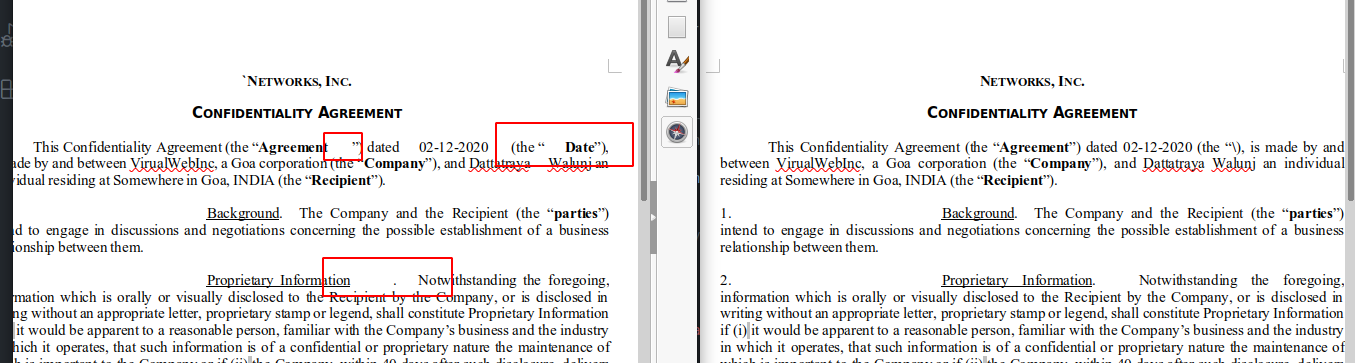 `NETWORKS, INC.
CONFIDENTIALITY AGREEMENT
This Confidentiality Agreement (the “Agreement ”) dated 02-12-2020 (the “ Date”),
de by and between VirualWebInc, a Goa corporation (the “Company”), and Dattatraya Walunj an
vidual residing at Somewhere in Goa, INDIA (the “Recipient”).
Background. The Company and the Recipient (the “parties”)
d to engage in discussions and negotiations concerning the possible establishment of a business
ionship between them.
Proprietary Information . Notwithstanding the foregoing,
rmation which is orally or visually disclosed to the Recipient by the Company, or is disclosed in
ng without an appropriate letter, proprietary stamp or legend, shall constitute Proprietary Information
it would be apparent to a reasonable person, familiar with the Company’s business and the industry
hich it operates, that such information is of a confidential or proprietary nature the maintenance of
NETWORKS, INC.
CONFIDENTIALITY AGREEMENT
This Confidentiality Agreement (the “Agreement”) dated 02-12-2020 (the “\), is made by and
between VirualWebInc, a Goa corporation (the “Company”), and Dattatraya Walunj an individual
residing at Somewhere in Goa, INDIA (the “Recipient”).
1. Background. The Company and the Recipient (the “parties”)
intend to engage in discussions and negotiations concerning the possible establishment of a business
relationship between them.
2. Proprietary Information. Notwithstanding the foregoing,
information which is orally or visually disclosed to the Recipient by the Company, or is disclosed in
writing without an appropriate letter, proprietary stamp or legend, shall constitute Proprietary Information
if (i) it would be apparent to a reasonable person, familiar with the Company’s business and the industry
in which it operates, that such information is of a confidential or proprietary nature the maintenance of